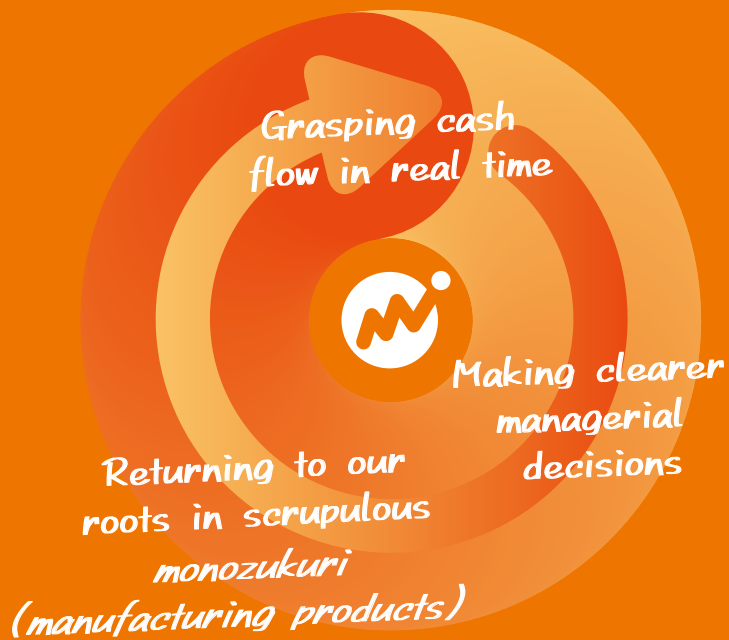 Grasping cash
flow in real time
Making clearer
managerial
decisions
Returning to our
roots in scrupulous
monozukuri
(manufacturing products)